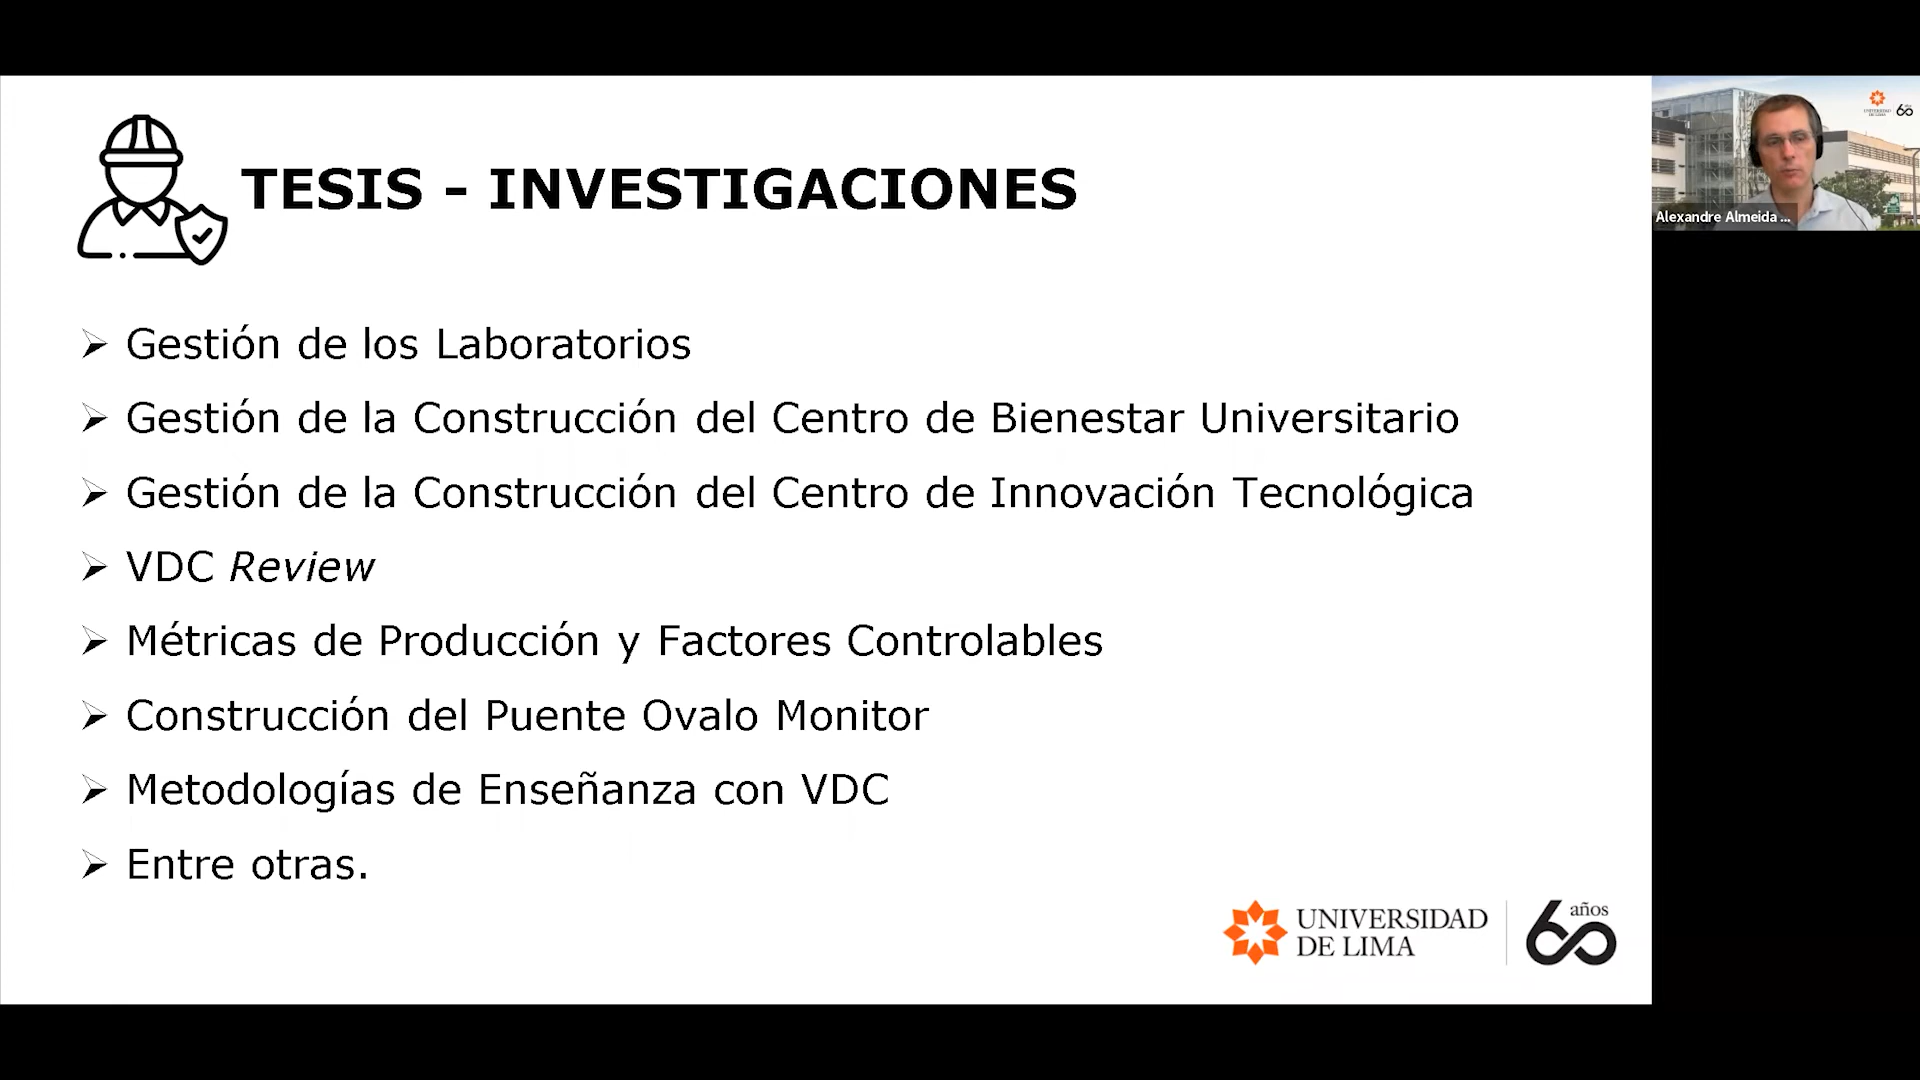 TESIS - INVESTIGACIONES
Gestión de los Laboratorios
Gestión de la Construcción del Centro de Bienestar Universitario
Gestión de la Construcción del Centro de Innovación Tecnológica
VDC Review
Métricas de Producción y Factores Controlables
Construcción del Puente Ovalo Monitor
Metodologías de Enseñanza con VDC
Entre otras.
UNIVERSIDAD
DE LIMA
60
años
Alexandre Almeida ...
60